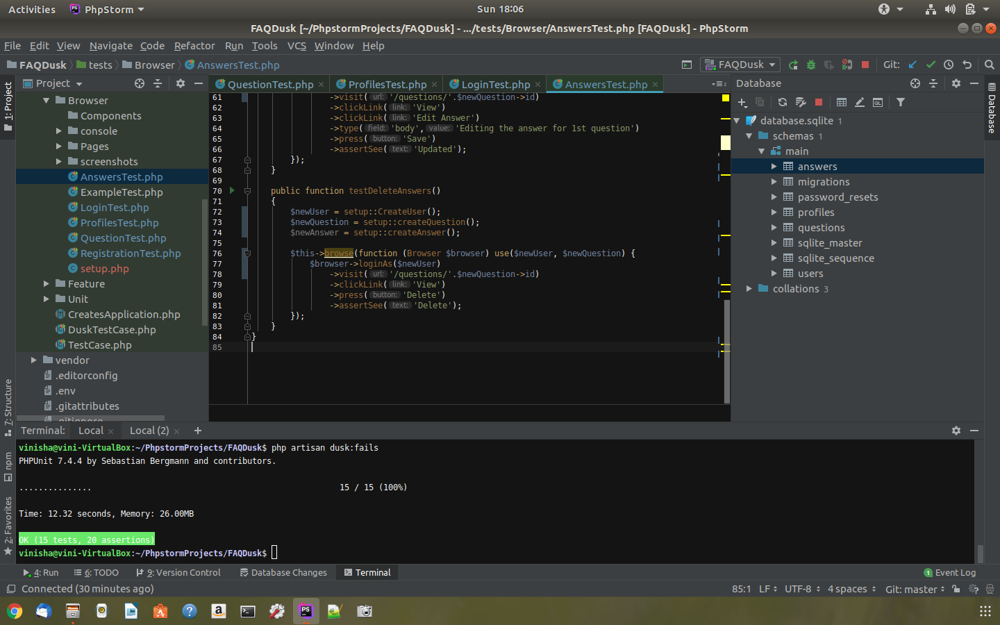 Activities PhpStorm Sun 18:06
FAQDusk [~/PhpstormProjects/FAQDusk] - .../tests/Browser/AnswersTest.php [FAQDusk] - PhpStorm
File Edit View Navigate Code Refactor Run Tools VCS Window Help
FAQDusk tests Browser AnswersTest.php FAQDusk Git:
1: Project
7: Structure
npm
2: Favorites
Project
Browser
Components
console
Pages
screenshots
AnswersTest.php
ExampleTest.php
LoginTest.php
ProfilesTest.php
QuestionTest.php
RegistrationTest.php
setup.php
Feature
Unit
CreatesApplication.php
DuskTestCase.php
TestCase.php
vendor
.editorconfig
.env
.gitattributes
.gitignore
QuestionTest.php ProfilesTest.php LoginTest.php AnswersTest.php
61 ->visit( url: '/questions/'.$newQuestion->id)
62 ->clickLink( link: 'View')
63 ->clickLink( link: 'Edit Answer')
64 ->type( field: 'body', value: 'Editing the answer for 1st question')
65 ->press( button: 'Save')
66 ->assertSee( text: 'Updated');
67 });
68 }
69
70 public function testDeleteAnswers()
71 {
72 $newUser = setup::CreateUser();
73 $newQuestion = setup::createQuestion();
74 $newAnswer = setup::createAnswer();
75
76 $this->browse(function (Browser $browser) use($newUser, $newQuestion) {
77 $browser->loginAs($newUser)
78 ->visit( url: '/questions/'.$newQuestion->id)
79 ->clickLink( link: 'View')
80 ->press( button: 'Delete')
81 ->assertSee( text: 'Delete');
82 });
83 }
84 }
85
Database
database.sqlite 1
schemas 1
main
answers
migrations
password_resets
profiles
questions
sqlite_master
sqlite_sequence
users
collations 3
Database
Terminal: Local Local (2)
vinisha@vini-VirtualBox:~/PhpstormProjects/FAQDusk$ php artisan dusk:fails
PHPUnit 7.4.4 by Sebastian Bergmann and contributors.
............... 15 / 15 (100%)
Time: 12.32 seconds, Memory: 26.00MB
OK (15 tests, 20 assertions)
vinisha@vini-VirtualBox:~/PhpstormProjects/FAQDusk$
4: Run 6: TODO 9: Version Control Database Changes Terminal 1 Event Log
Connected (30 minutes ago) 85:1 LF UTF-8 4 spaces Git: master